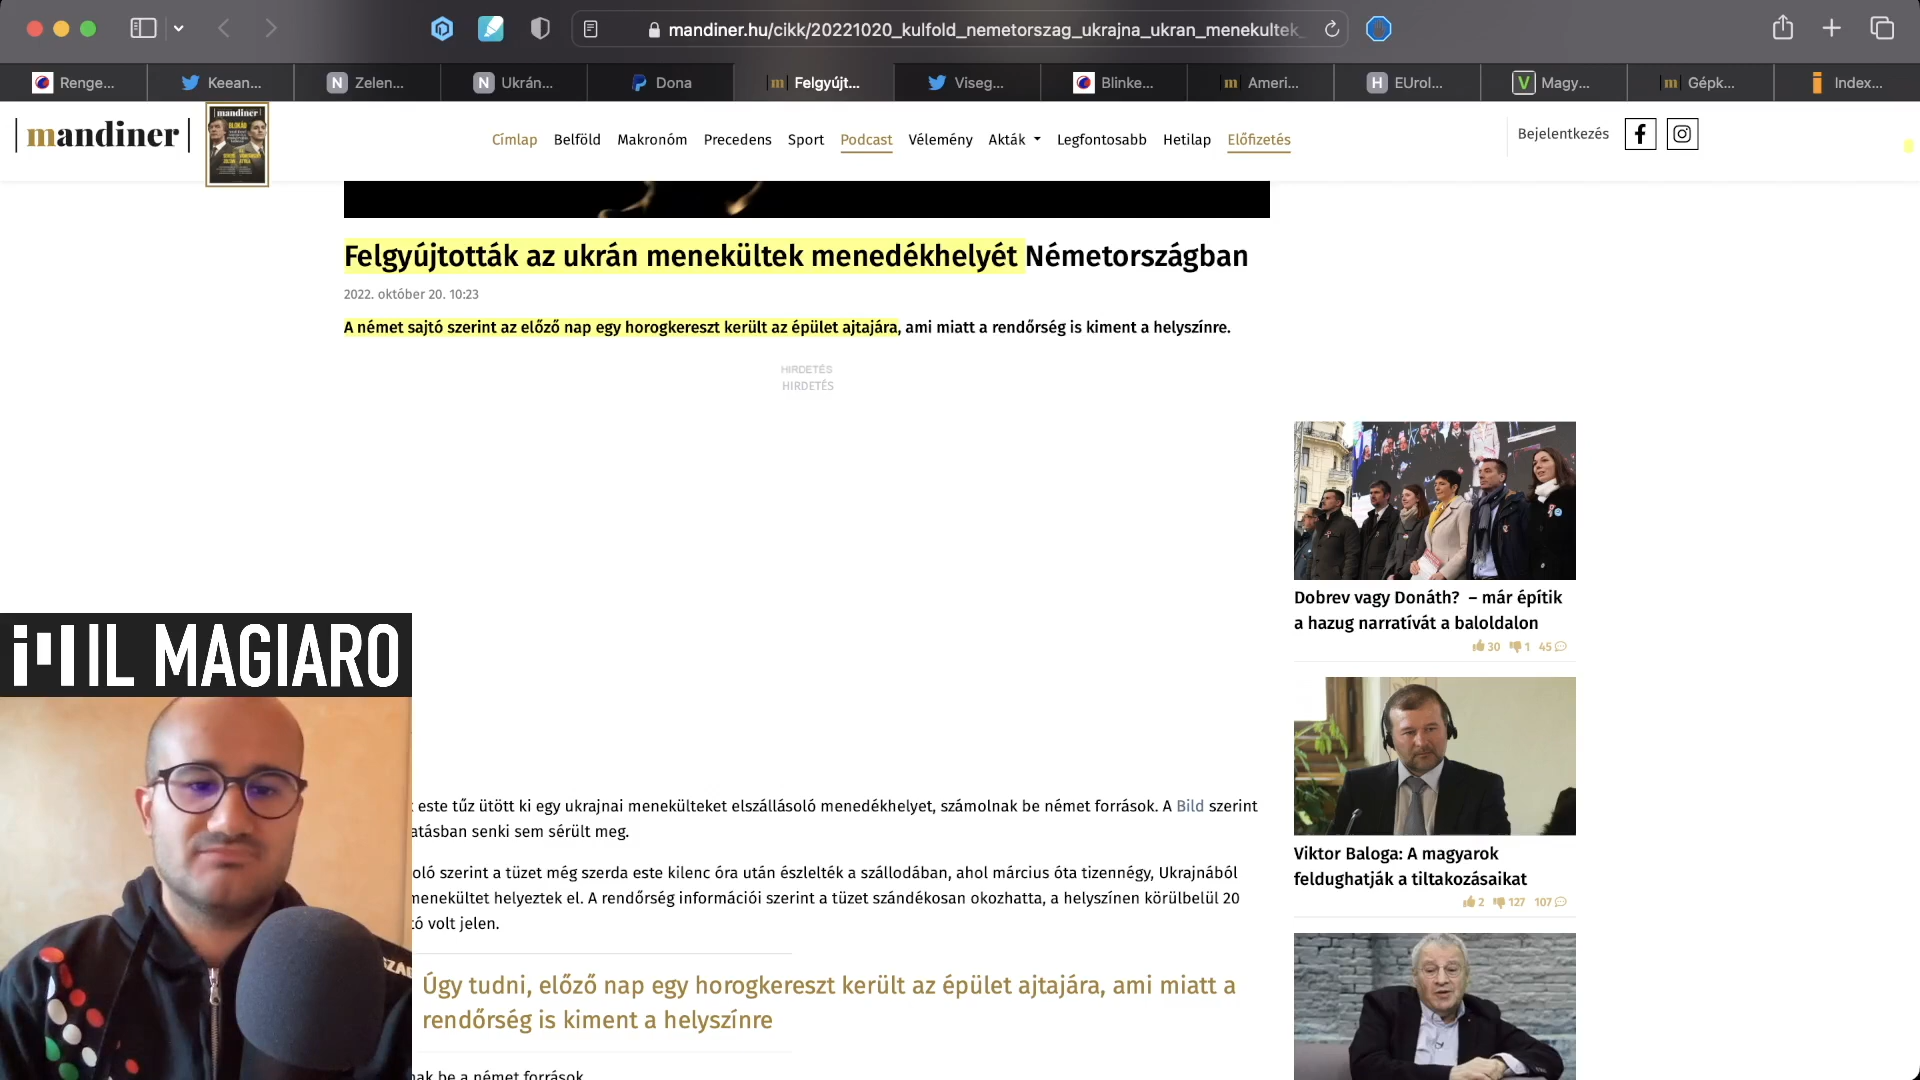 mandiner.hu/cikk/20221020_kulfold_nemetorszag_ukrajna_ukran_menekultek_
Renge...
Keean...
Zelen...
Ukrán...
Dona
Felgyújt...
Viseg...
Blinke...
Ameri...
EUrol...
Magy...
Gépk...
Index...
mandiner
mandiner
Címlap
Belföld
Makronóm
Precedens
Sport
Podcast
Vélemény
Akták
Legfontosabb
Hetilap
Előfizetés
Bejelentkezés
Felgyújtották az ukrán menekültek menedékhelyét Németországban
2022. október 20. 10:23
A német sajtó szerint az előző nap egy horogkereszt került az épület ajtajára, ami miatt a rendőrség is kiment a helyszínre.
HIRDETÉS
HIRDETÉS
este tűz ütött ki egy ukrajnai menekülteket elszállásoló menedékhelyet, számolnak be német források. A Bild szerint
atásban senki sem sérült meg.
oló szerint a tüzet még szerda este kilenc óra után észlelték a szállodában, ahol március óta tizennégy, Ukrajnából
menekültet helyeztek el. A rendőrség információi szerint a tüzet szándékosan okozhatta, a helyszínen körülbelül 20
tó volt jelen.
Úgy tudni, előző nap egy horogkereszt került az épület ajtajára, ami miatt a
rendőrség is kiment a helyszínre
nak be a német források
Dobrev vagy Donáth? – már építik
a hazug narratívát a baloldalon
30 1 45
Viktor Baloga: A magyarok
feldughatják a tiltakozásaikat
2 127 107
IL MAGIARO